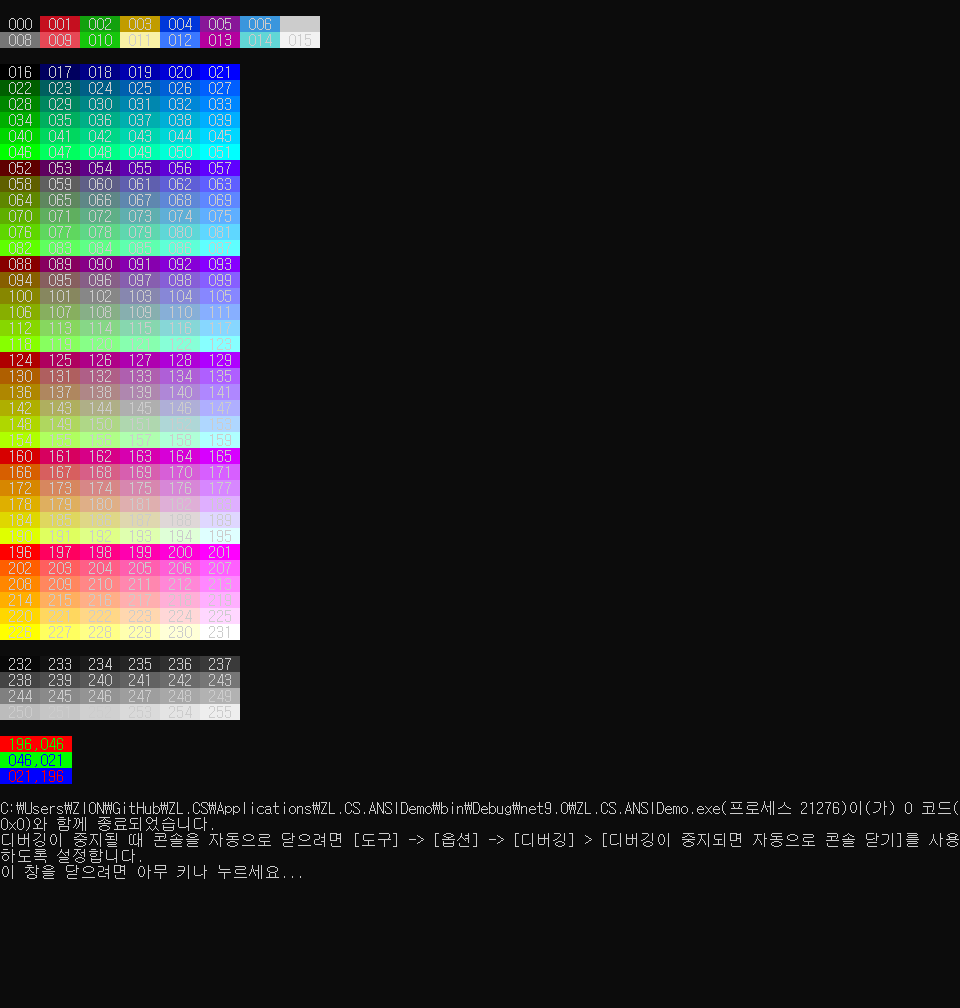 000 001 002 003 004 005 006
008 009 010 011 012 013 014 015
016 017 018 019 020 021
022 023 024 025 026 027
028 029 030 031 032 033
034 035 036 037 038 039
040 041 042 043 044 045
046 047 048 049 050 051
052 053 054 055 056 057
058 059 060 061 062 063
064 065 066 067 068 069
070 071 072 073 074 075
076 077 078 079 080 081
082 083 084
088 089 090 091 092 093
094 095 096 097 098 099
100 101 102 103 104 105
106 107 108 109 110 111
112 113 114 115 116 117
118 119 120 121 122 123
124 125 126 127 128 129
130 131 132 133 134 135
136 137 138 139 140 141
142 143 144 145 146 147
148 149 150
154 155 156 157 158 159
160 161 162 163 164 165
166 167 168 169 170 171
172 173 174 175 176 177
178 179 180 181 182 183
184 187 188 189
190 191 192 193 194 195
196 197 198 199 200 201
202 203 204 205 206 207
208 209 210 211 212 213
214 215 219
221 222 223 224 225
226 227 228 229 230 231
232 233 234 235 236 237
238 239 240 241 242 243
244 245 246 247 248 249
250 253 254 255
196,046
046,021
021,196
C:₩Users₩ZION₩GitHub₩ZL.CS₩Applications₩ZL.CS.ANSIDemo₩bin₩Debug₩net9.0₩ZL.CS.ANSIDemo.exe(프로세스 21276)이(가) 0 코드(
0x0)와 함께 종료되었습니다.
디버깅이 중지될 때 콘솔을 자동으로 닫으려면 [도구] -> [옵션] -> [디버깅] > [디버깅이 중지되면 자동으로 콘솔 닫기]를 사용
하도록 설정합니다.
이 창을 닫으려면 아무 키나 누르세요...